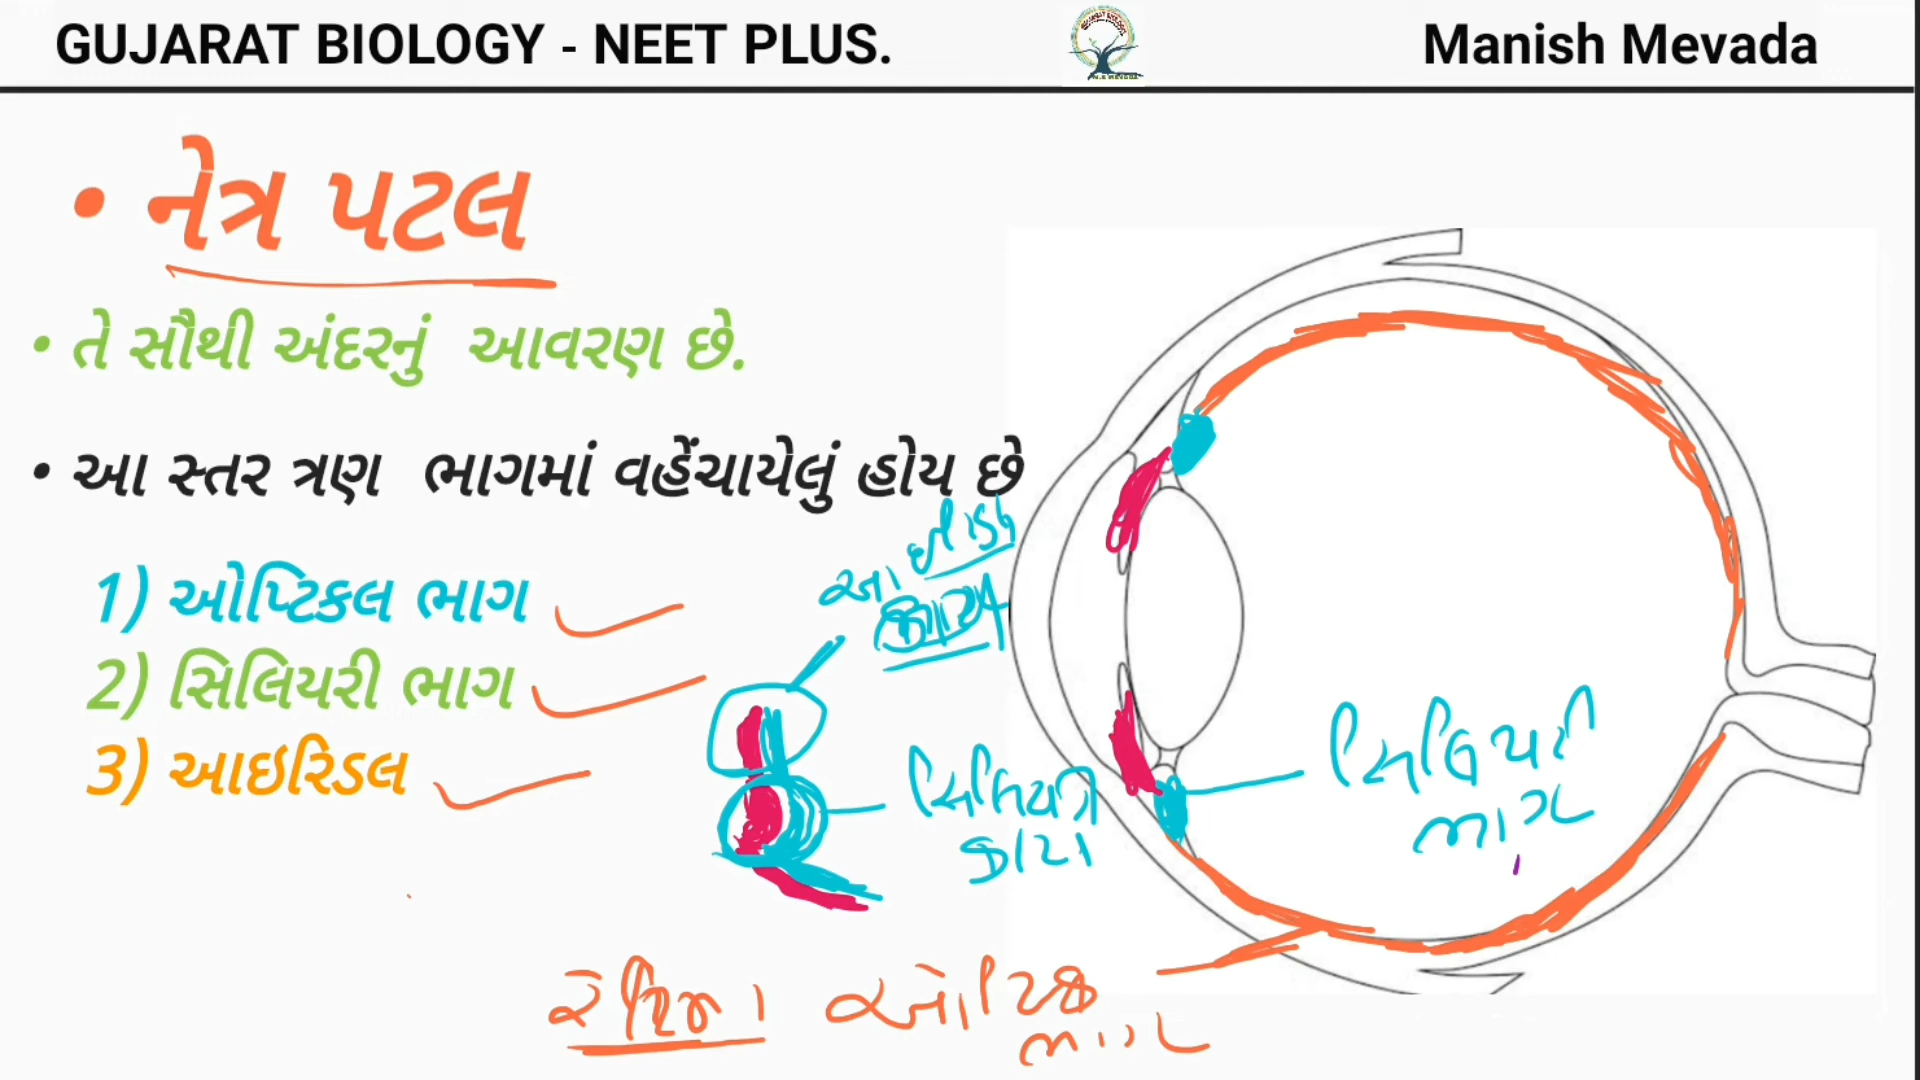 GUJARAT BIOLOGY - NEET PLUS.
Manish Mevada
• નેત્ર પટલ
• તે સૌથી અંદરનું આવરણ છે.
• આ સ્તર ત્રણ ભાગમાં વહેંચાયેલું હોય છે
1) ઓપ્ટિકલ ભાગ
2) સિલિયરી ભાગ
3) આઇરિડલ
સિલિયરી
કાય
સિલિયરી
ભાગ
રેટિના
ભાગ